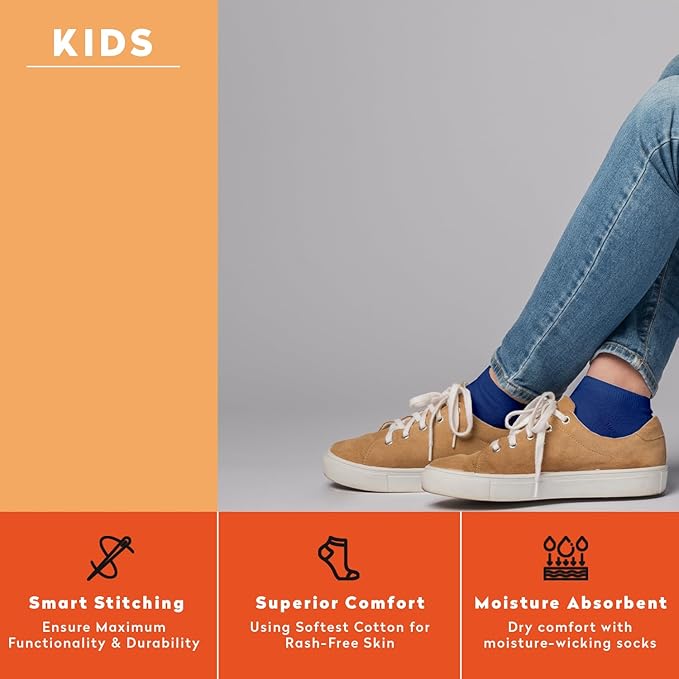 KIDS
Smart Stitching
Ensure Maximum
Functionality & Durability
Superior Comfort
Using Softest Cotton for
Rash-Free Skin
Moisture Absorbent
Dry comfort with
moisture-wicking socks